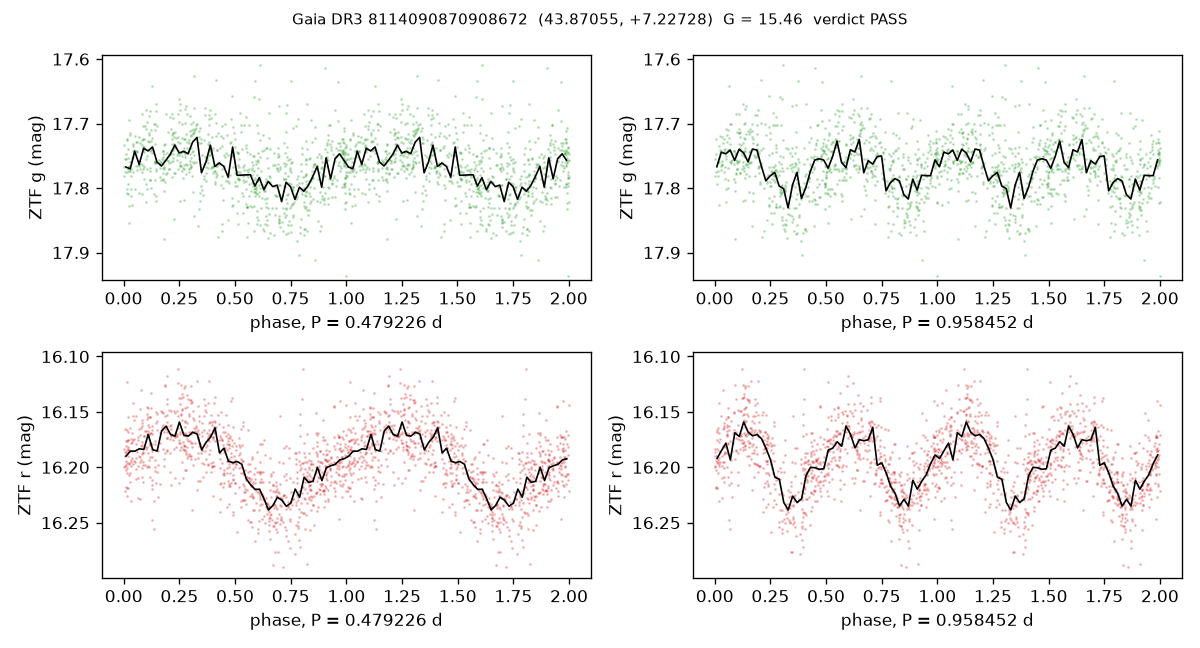 Gaia DR3 8114090870908672 (43.87055, +7.22728) G = 15.46 verdict PASS
ZTF g (mag)
17.6
17.7
17.8
17.9
0.00 0.25 0.50 0.75 1.00 1.25 1.50 1.75 2.00
phase, P = 0.479226 d
ZTF g (mag)
17.6
17.7
17.8
17.9
0.00 0.25 0.50 0.75 1.00 1.25 1.50 1.75 2.00
phase, P = 0.958452 d
ZTF r (mag)
16.10
16.15
16.20
16.25
0.00 0.25 0.50 0.75 1.00 1.25 1.50 1.75 2.00
phase, P = 0.479226 d
ZTF r (mag)
16.10
16.15
16.20
16.25
0.00 0.25 0.50 0.75 1.00 1.25 1.50 1.75 2.00
phase, P = 0.958452 d